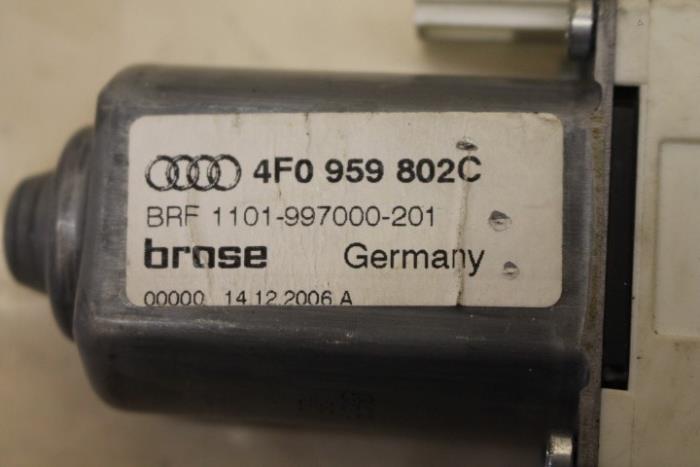 4F0 959 802C
BRF 1101-997000-201
brose Germany
00000 14.12.2006 A